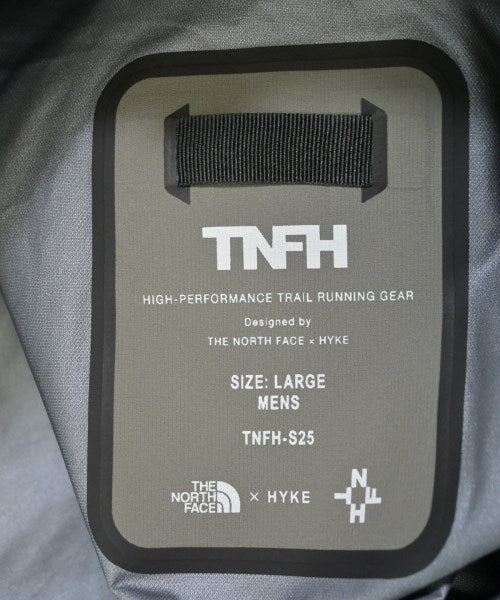 TNFH
HIGH-PERFORMANCE TRAIL RUNNING GEAR
Designed by
THE NORTH FACE × HYKE
SIZE: LARGE
MENS
TNFH-S25
THE
NORTH
FACE × HYKE
T N F H